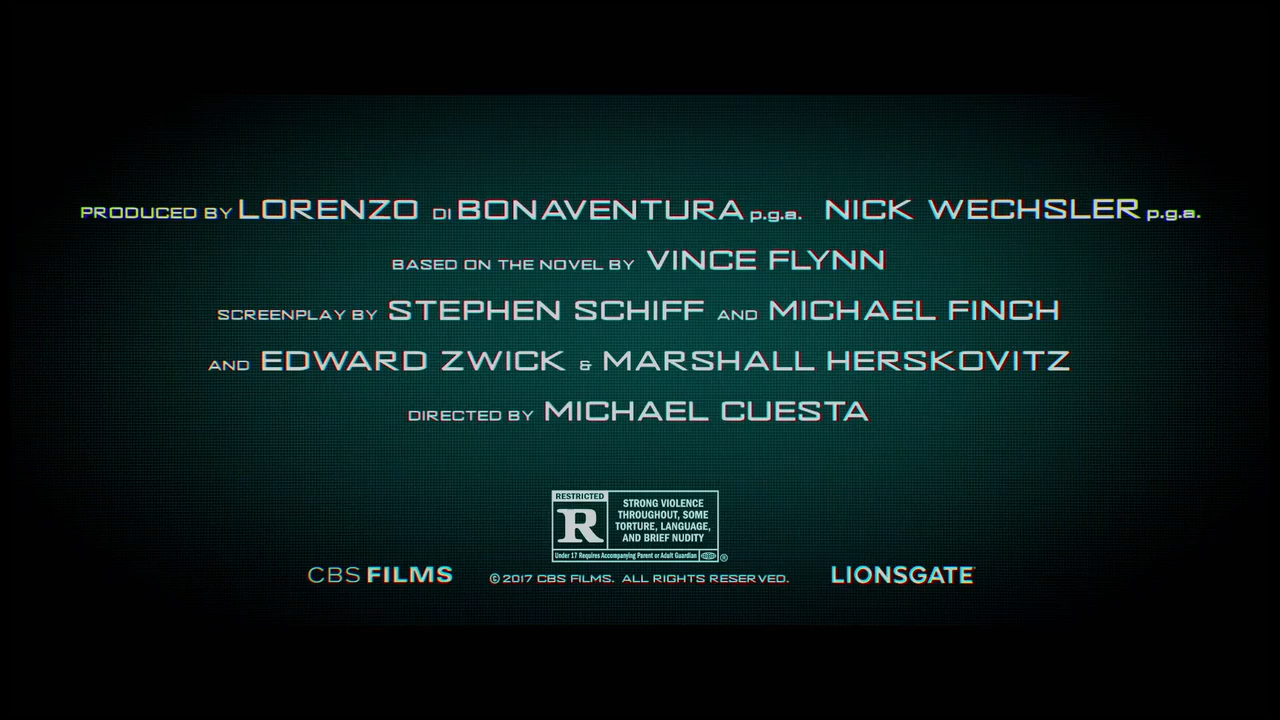 PRODUCED BY LORENZO DI BONAVENTURA p.g.a. NICK WECHSLER p.g.a.
BASED ON THE NOVEL BY VINCE FLYNN
SCREENPLAY BY STEPHEN SCHIFF AND MICHAEL FINCH
AND EDWARD ZWICK & MARSHALL HERSKOVITZ
DIRECTED BY MICHAEL CUESTA
RESTRICTED
R
STRONG VIOLENCE
THROUGHOUT, SOME
TORTURE, LANGUAGE,
AND BRIEF NUDITY
Under 17 Requires Accompanying Parent or Adult Guardian
®
CBS FILMS
© 2017 CBS FILMS. ALL RIGHTS RESERVED.
LIONSGATE